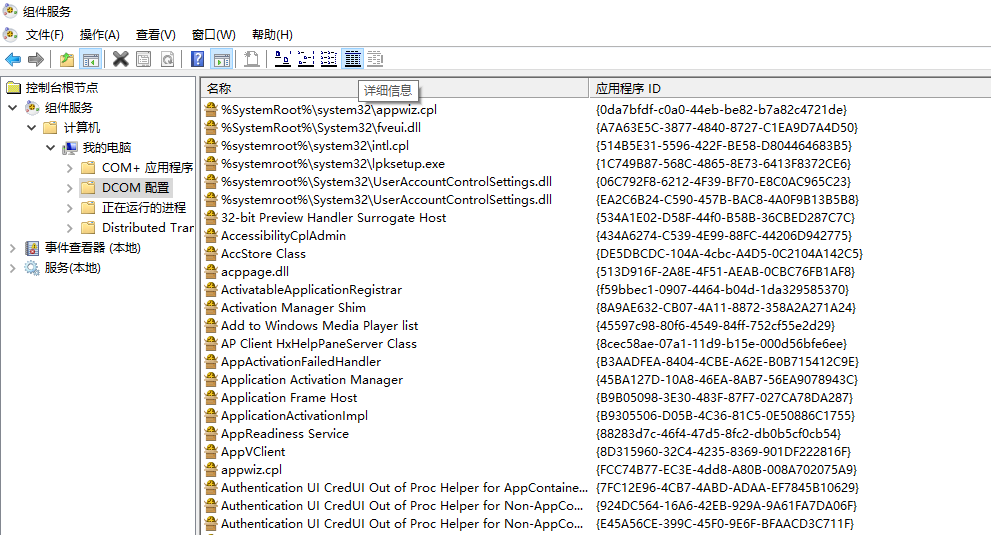 组件服务
文件(F) 操作(A) 查看(V) 窗口(W) 帮助(H)
详细信息
控制台根节点
组件服务
计算机
我的电脑
COM+ 应用程序
DCOM 配置
正在运行的进程
Distributed Tran
事件查看器 (本地)
服务(本地)
名称 应用程序 ID
%SystemRoot%\system32\appwiz.cpl {0da7bfdf-c0a0-44eb-be82-b7a82c4721de}
%SystemRoot%\System32\fveui.dll {A7A63E5C-3877-4840-8727-C1EA9D7A4D50}
%systemroot%\system32\intl.cpl {514B5E31-5596-422F-BE58-D804464683B5}
%systemroot%\system32\lpksetup.exe {1C749B87-568C-4865-8E73-6413F8372CE6}
%systemroot%\System32\UserAccountControlSettings.dll {06C792F8-6212-4F39-BF70-E8C0AC965C23}
%systemroot%\System32\UserAccountControlSettings.dll {EA2C6B24-C590-457B-BAC8-4A0F9B13B5B8}
32-bit Preview Handler Surrogate Host {534A1E02-D58F-44f0-B58B-36CBED287C7C}
AccessibilityCplAdmin {434A6274-C539-4E99-88FC-44206D942775}
AccStore Class {DE5DBCDC-104A-4cbc-A4D5-0C2104A142C5}
acppage.dll {513D916F-2A8E-4F51-AEAB-0CBC76FB1AF8}
ActivatableApplicationRegistrar {f59bbec1-0907-4464-b04d-1da329585370}
Activation Manager Shim {8A9AE632-CB07-4A11-8872-358A2A271A24}
Add to Windows Media Player list {45597c98-80f6-4549-84ff-752cf55e2d29}
AP Client HxHelpPaneServer Class {8cec58ae-07a1-11d9-b15e-000d56bfe6ee}
AppActivationFailedHandler {B3AADFEA-8404-4CBE-A62E-B0B715412C9E}
Application Activation Manager {45BA127D-10A8-46EA-8AB7-56EA9078943C}
Application Frame Host {B9B05098-3E30-483F-87F7-027CA78DA287}
ApplicationActivationImpl {B9305506-D05B-4C36-81C5-0E50886C1755}
AppReadiness Service {88283d7c-46f4-47d5-8fc2-db0b5cf0cb54}
AppVClient {8D315960-32C4-4235-8369-901DF222816F}
appwiz.cpl {FCC74B77-EC3E-4dd8-A80B-008A702075A9}
Authentication UI CredUI Out of Proc Helper for AppContaine... {7FC12E96-4CB7-4ABD-ADAA-EF7845B10629}
Authentication UI CredUI Out of Proc Helper for Non-AppCo... {924DC564-16A6-42EB-929A-9A61FA7DA06F}
Authentication UI CredUI Out of Proc Helper for Non-AppCo... {E45A56CE-399C-45F0-9E6F-BFAACD3C711F}